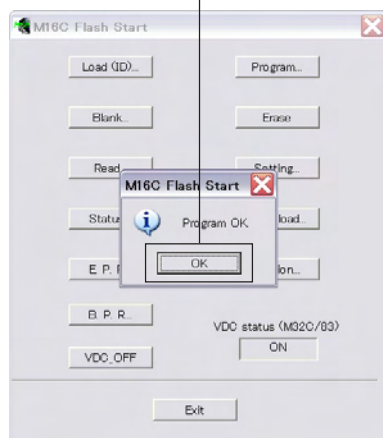 M16C Flash Start
Load (ID)... Program...
Blank... Erase
Read... Setting...
M16C Flash Start
Program OK.
OK
E. P. R
B. P. R...
VDC status (M32C/83)
VDC_OFF ON
Exit